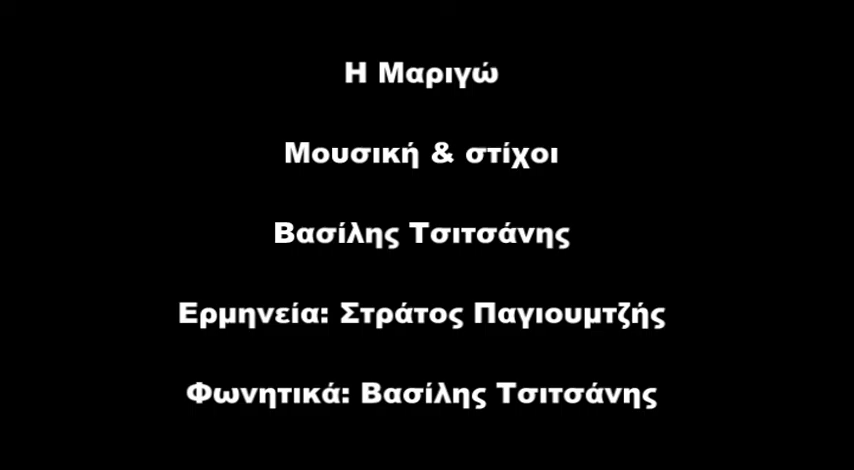 Η Μαριγώ
Μουσική & στίχοι
Βασίλης Τσιτσάνης
Ερμηνεία: Στράτος Παγιουμτζής
Φωνητικά: Βασίλης Τσιτσάνης